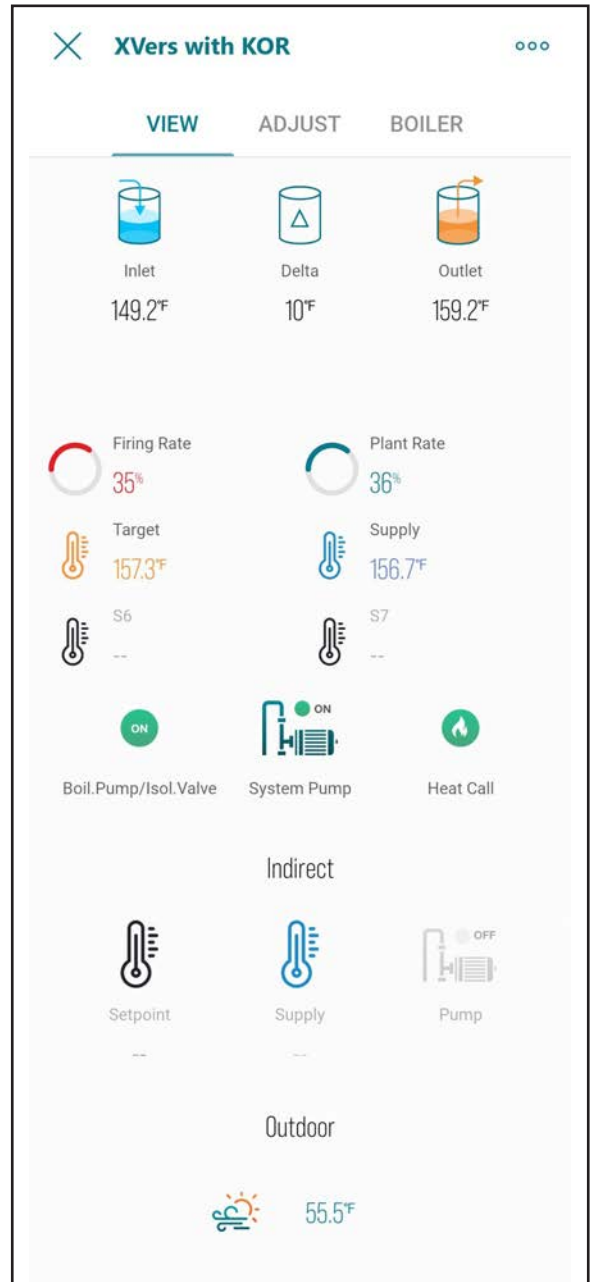 XVers with KOR
VIEW ADJUST BOILER
Inlet Delta Outlet
149.2°F 10°F 159.2°F
Firing Rate Plant Rate
35% 36%
Target Supply
157.3°F 156.7°F
S6 S7
-- --
ON ON
Boil.Pump/Isol.Valve System Pump Heat Call
Indirect
OFF
Setpoint Supply Pump
-- --
Outdoor
55.5°F